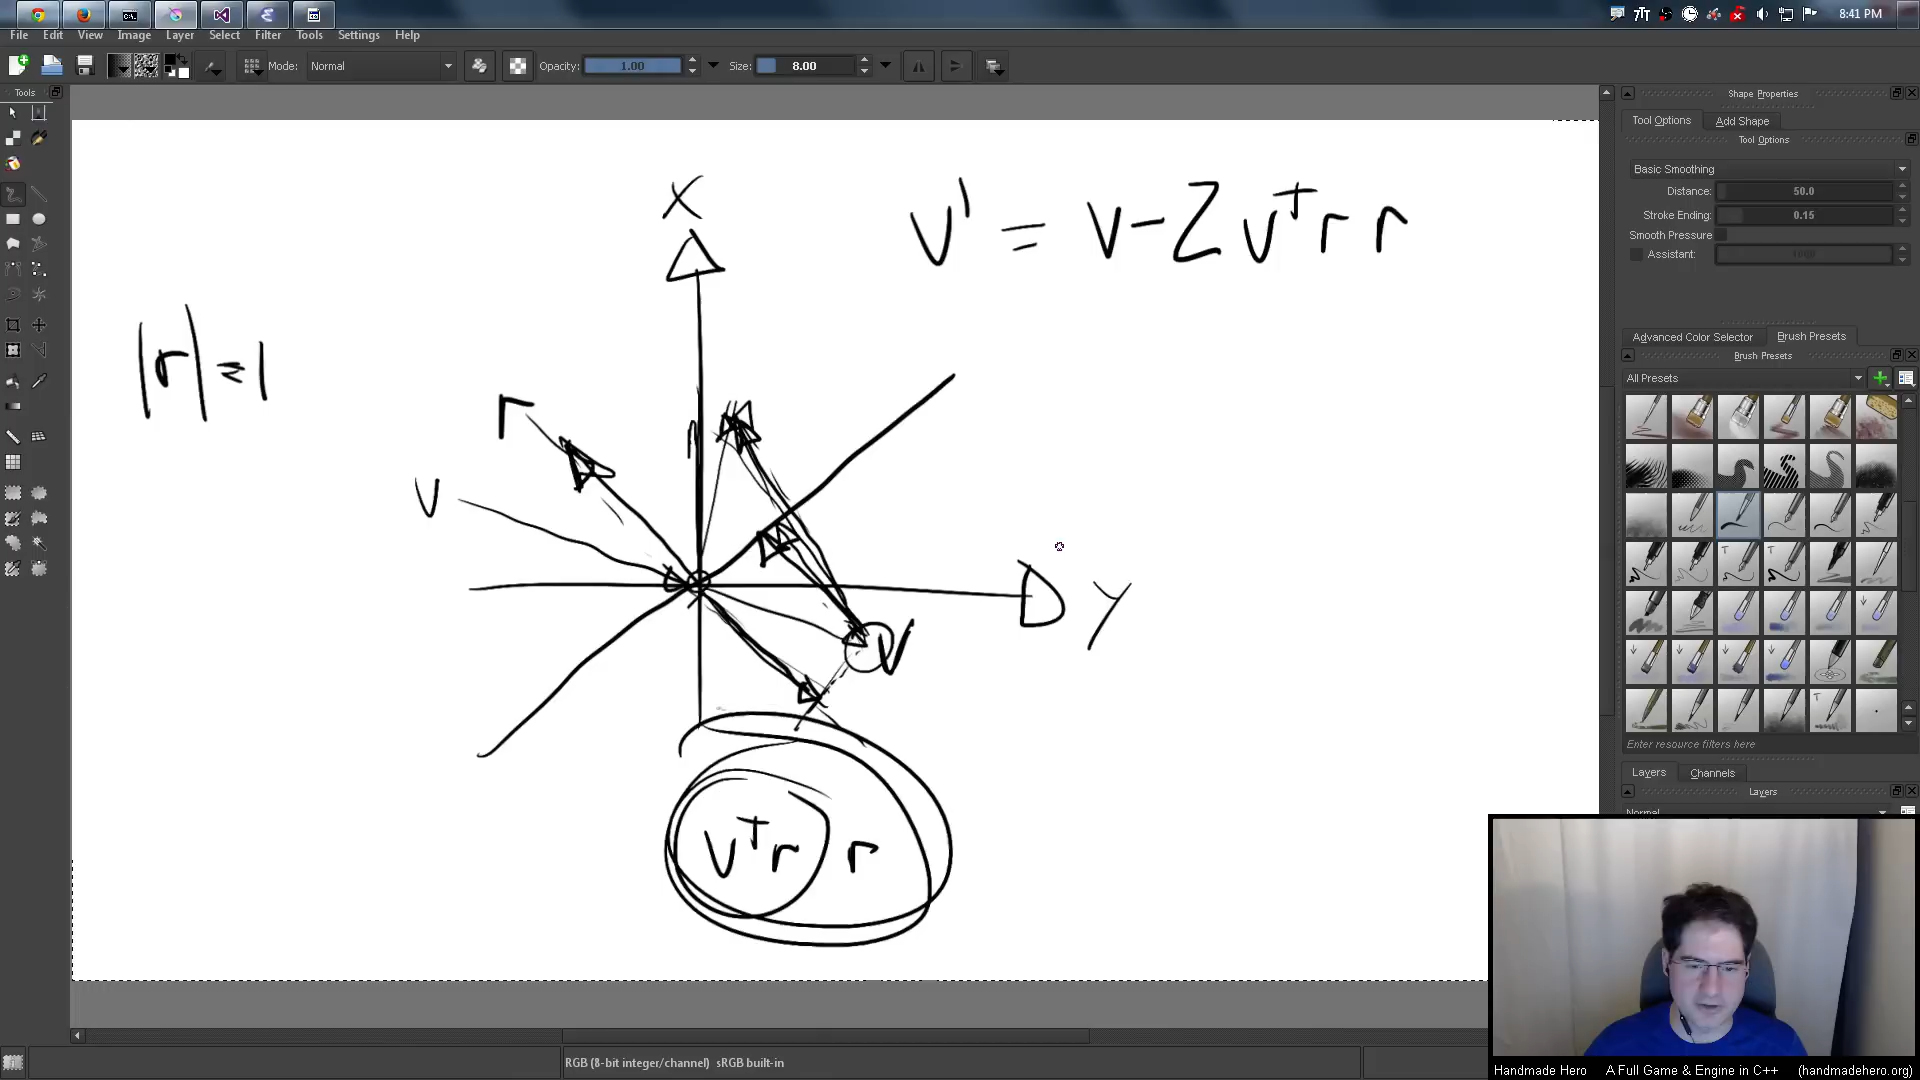 8:41 PM
File Edit View Image Layer Select Filter Tools Settings Help
Mode: Normal Opacity: 1.00 Size: 8.00
Tools
Shape Properties
Tool Options Add Shape
Tool Options
Basic Smoothing
Distance: 50.0
Stroke Ending: 0.15
Smooth Pressure
Assistant: 1000
Advanced Color Selector Brush Presets
Brush Presets
All Presets
Enter resource filters here
Layers Channels
Layers
Normal
X
v' = v-2 vᵀr r
|r|=1
r
v
v
y
vᵀr r
RGB (8-bit integer/channel) sRGB built-in
Handmade Hero A Full Game & Engine in C++ (handmadehero.org)